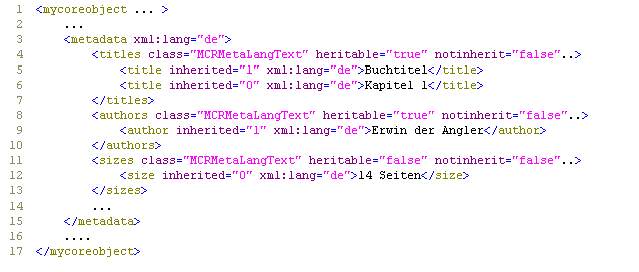 1 <mycoreobject ... >
2 ...
3 <metadata xml:lang="de">
4 <titles class="MCRMetaLangText" heritable="true" notinherit="false"..>
5 <title inherited="1" xml:lang="de">Buchtitel</title>
6 <title inherited="0" xml:lang="de">Kapitel 1</title>
7 </titles>
8 <authors class="MCRMetaLangText" heritable="true" notinherit="false"..>
9 <author inherited="1" xml:lang="de">Erwin der Angler</author>
10 </authors>
11 <sizes class="MCRMetaLangText" heritable="false" notinherit="false"..>
12 <size inherited="0" xml:lang="de">14 Seiten</size>
13 </sizes>
14 ...
15 </metadata>
16 ....
17 </mycoreobject>